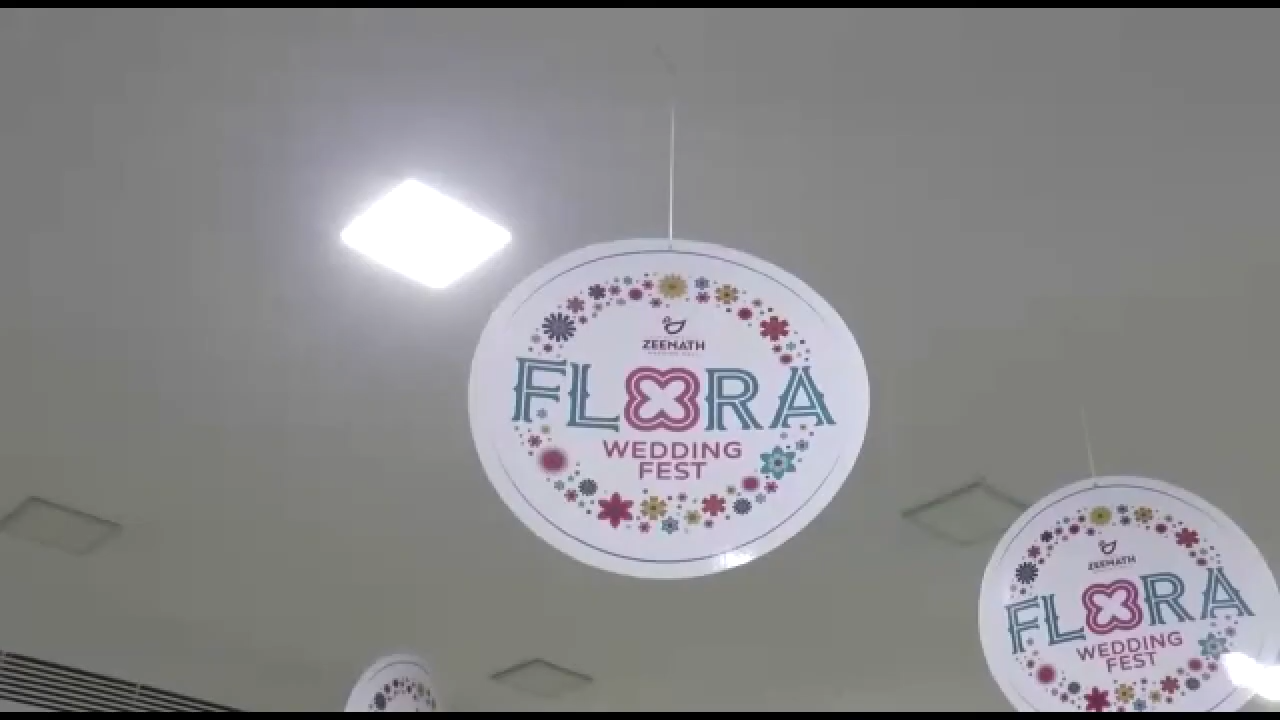 ZEENATH
FLORA
WEDDING
FEST
ZEENATH
FLORA
WEDDING
FEST